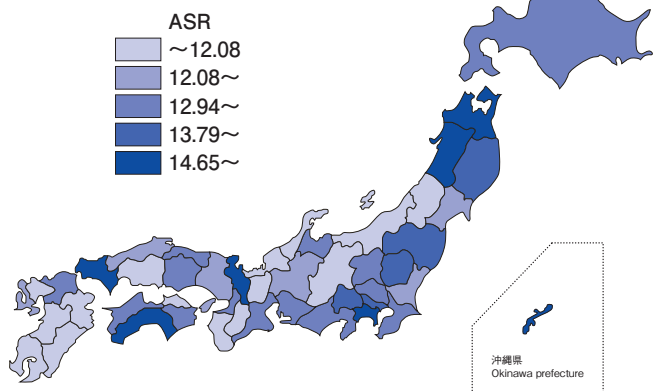 ASR
～12.08
12.08～
12.94～
13.79～
14.65～
沖縄県
Okinawa prefecture